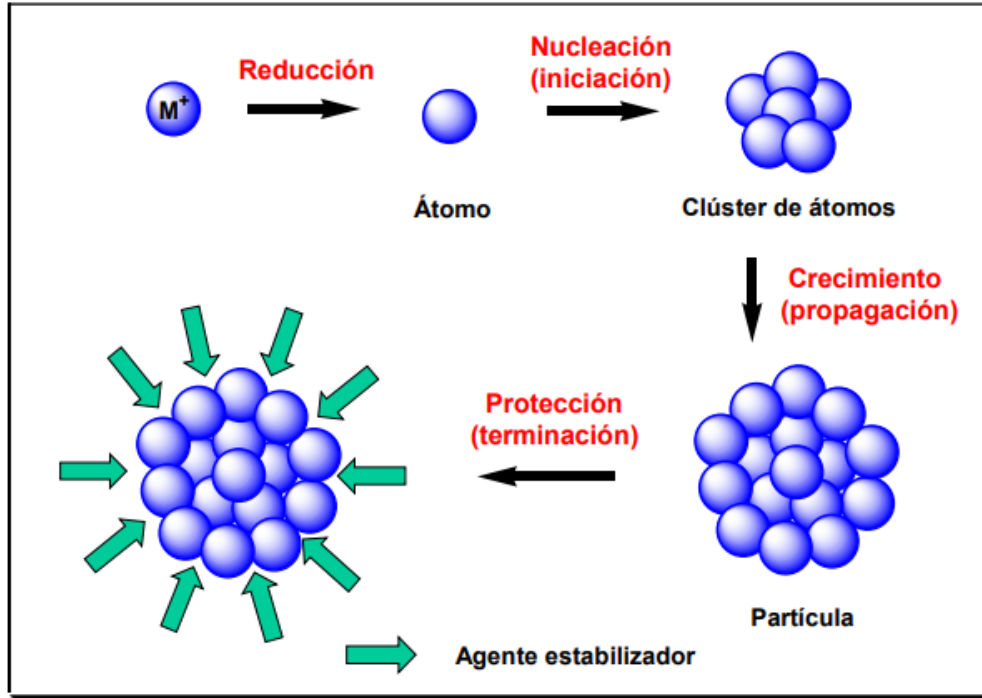 M+
Reducción
Nucleación
(iniciación)
Átomo
Clúster de átomos
Crecimiento
(propagación)
Protección
(terminación)
Partícula
Agente estabilizador